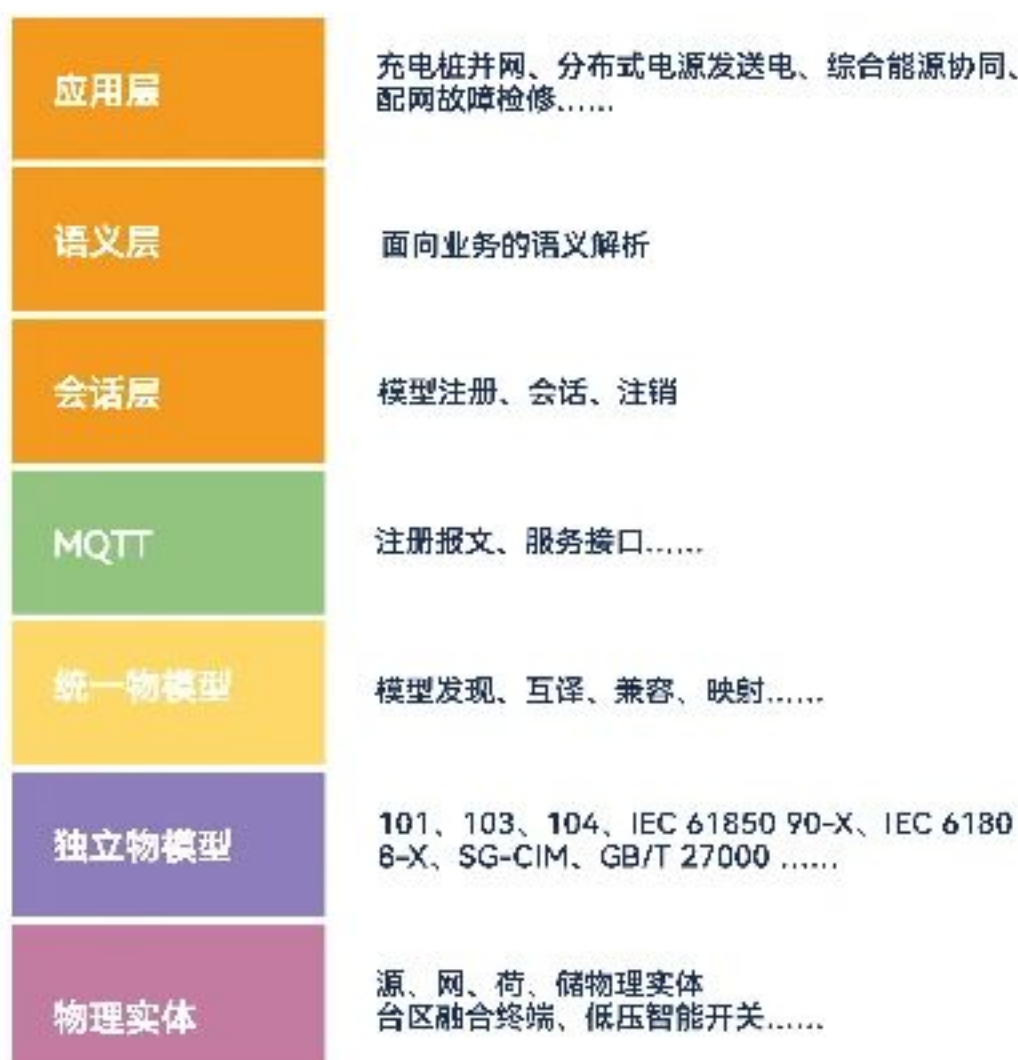 应用层
充电桩并网、分布式电源发送电、综合能源协同、
配网故障检修……
语义层
面向业务的语义解析
会话层
模型注册、会话、注销
MQTT
注册报文、服务接口……
统一物模型
模型发现、互译、兼容、映射……
独立物模型
101、103、104、IEC 61850 90-X、IEC 6180
6-X、SG-CIM、GB/T 27000 ……
物理实体
源、网、荷、储物理实体
台区融合终端、低压智能开关……